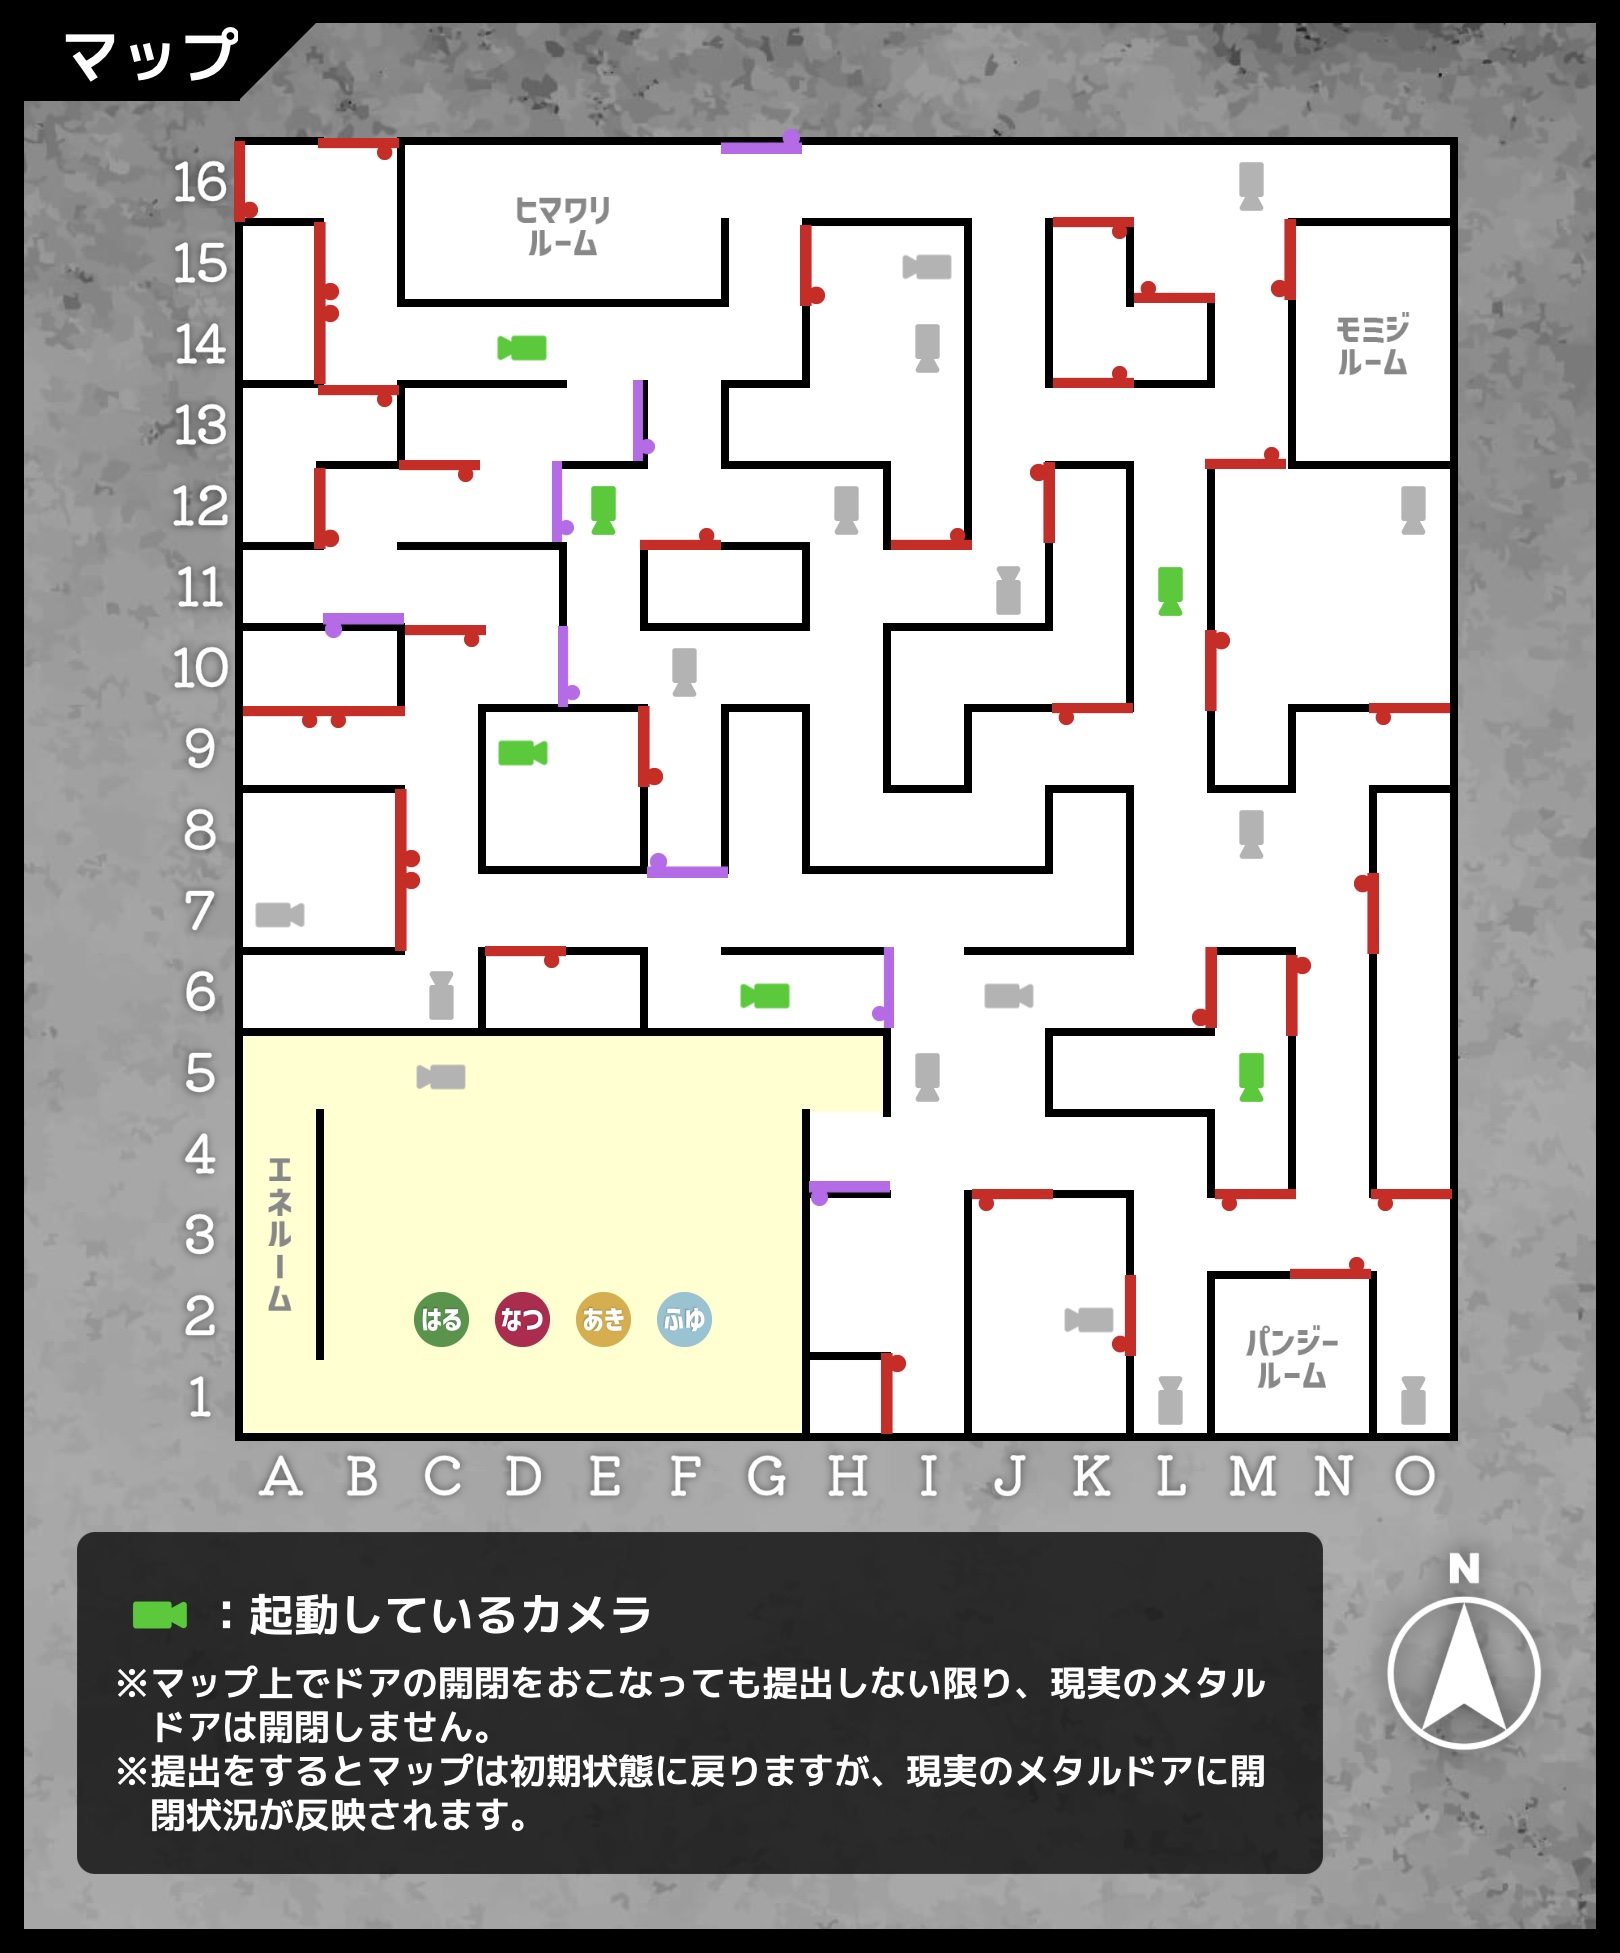 マップ
16
15
14
13
12
11
10
9
8
7
6
5
4
3
2
1
ヒマワリ
ルーム
モミジ
ルーム
エネルーム
はる
なつ
あき
ふゆ
パンジー
ルーム
A B C D E F G H I J K L M N O
：起動しているカメラ
※マップ上でドアの開閉をおこなっても提出しない限り、現実のメタル
ドアは開閉しません。
※提出をするとマップは初期状態に戻りますが、現実のメタルドアに開
閉状況が反映されます。
N